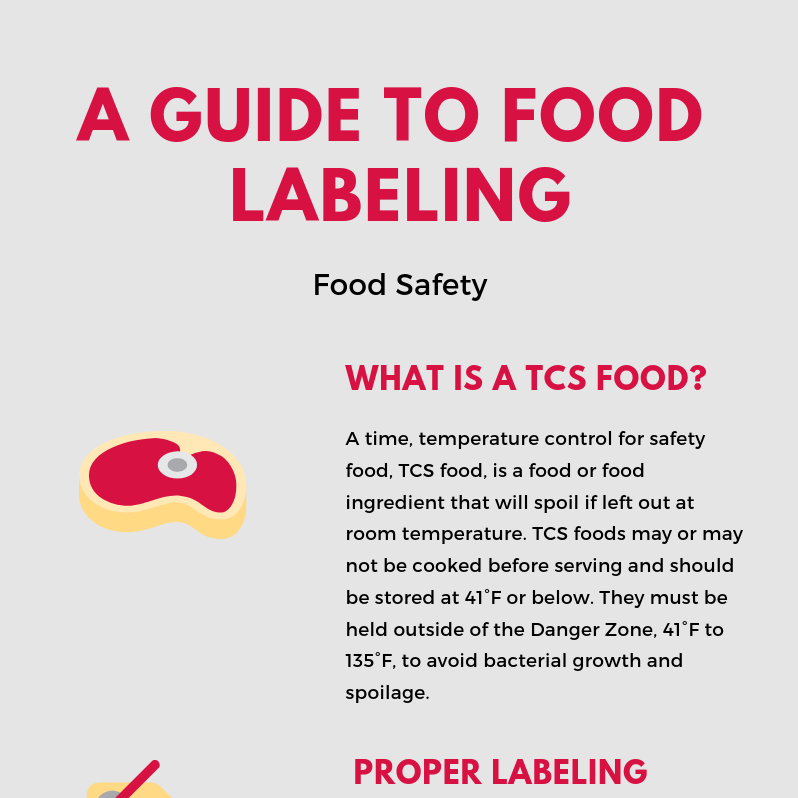 A GUIDE TO FOOD
LABELING
Food Safety
WHAT IS A TCS FOOD?
A time, temperature control for safety
food, TCS food, is a food or food
ingredient that will spoil if left out at
room temperature. TCS foods may or may
not be cooked before serving and should
be stored at 41°F or below. They must be
held outside of the Danger Zone, 41°F to
135°F, to avoid bacterial growth and
spoilage.
PROPER LABELING